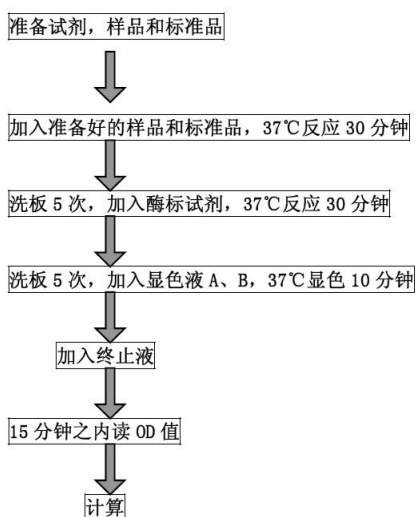 准备试剂，样品和标准品
加入准备好的样品和标准品，37℃反应 30 分钟
洗板 5 次，加入酶标试剂，37℃反应 30 分钟
洗板 5 次，加入显色液 A、B，37℃显色 10 分钟
加入终止液
15 分钟之内读 OD 值
计算